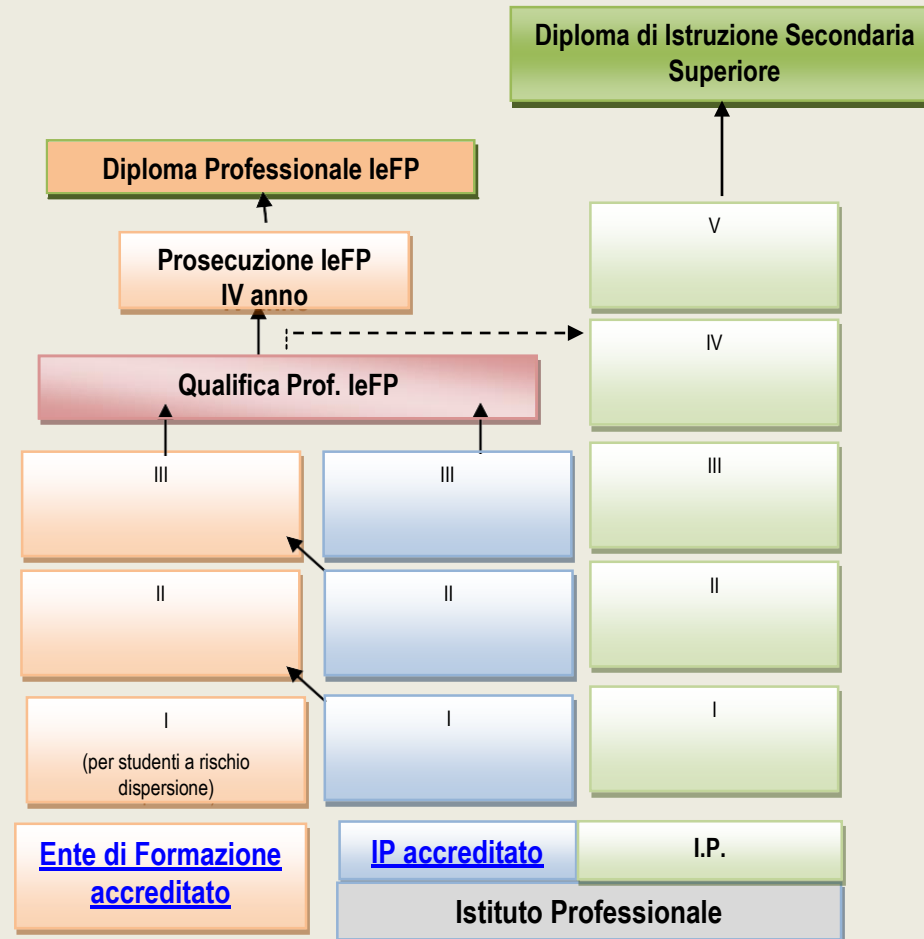 Diploma di Istruzione Secondaria
Superiore
Diploma Professionale IeFP
Prosecuzione IeFP
IV anno
V
IV
Qualifica Prof. IeFP
III
III
III
II
II
II
I
(per studenti a rischio
dispersione)
I
I
Ente di Formazione
accreditato
IP accreditato
I.P.
Istituto Professionale